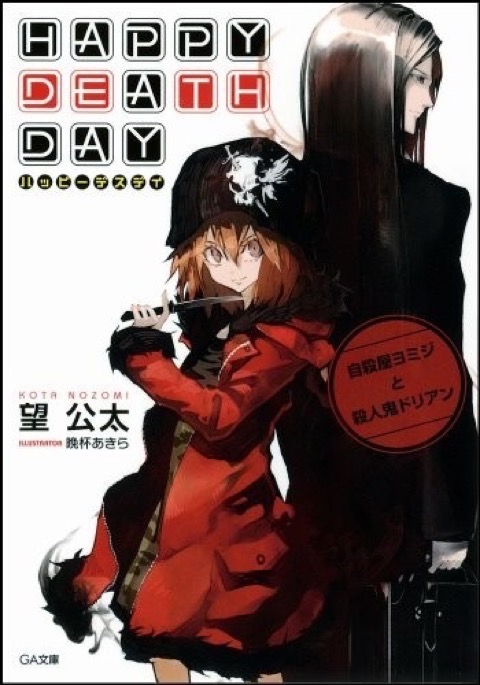 HAPPY
DEATH
DAY
ハッピーデスデイ
自殺屋ヨミジ
と
殺人鬼ドリアン
KOTA NOZOMI
望 公太
ILLUSTRATOR 晩杯あきら
GA文庫